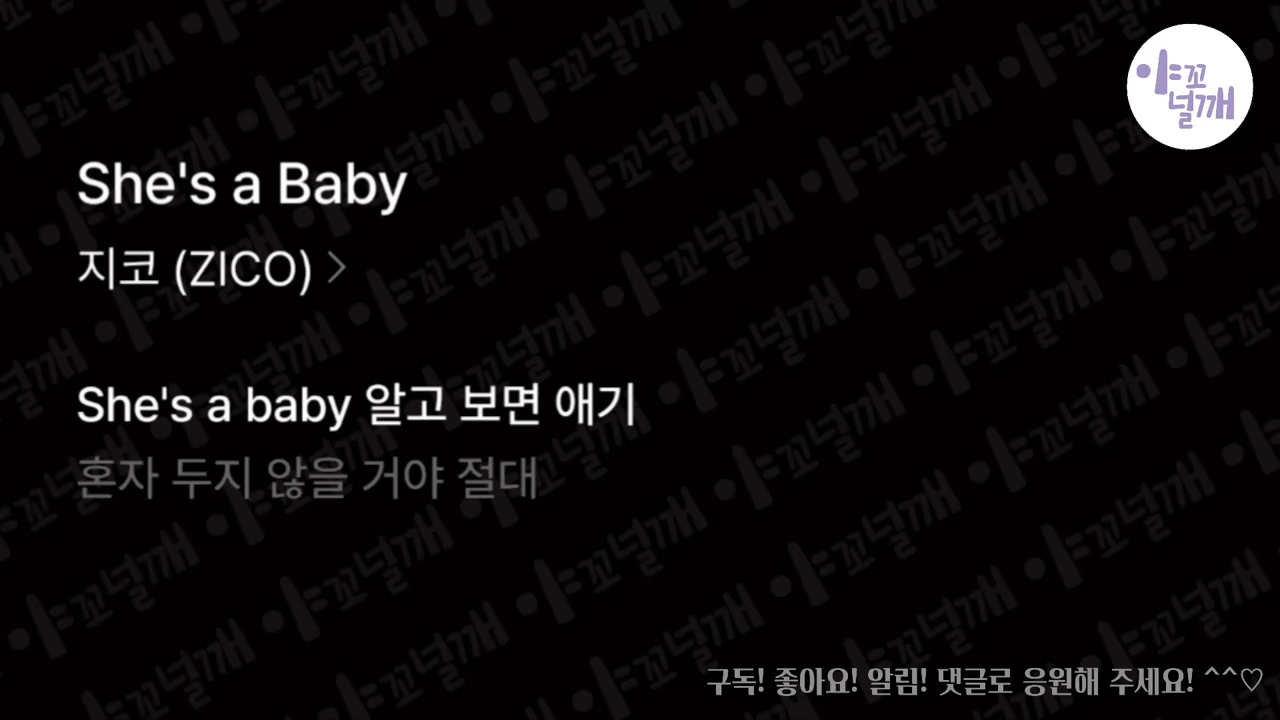 야꼬
널깨
She's a Baby
지코 (ZICO) >
She's a baby 알고 보면 애기
혼자 두지 않을 거야 절대
구독! 좋아요! 알림! 댓글로 응원해 주세요! ^^♡